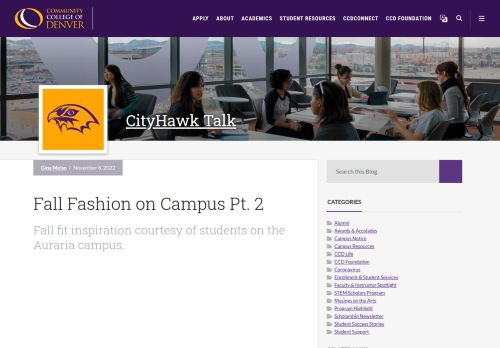 COMMUNITY
COLLEGE OF
DENVER
APPLY ABOUT ACADEMICS STUDENT RESOURCES CCDCONNECT CCD FOUNDATION
CityHawk Talk
Gina Meiso / November 8, 2022
Search this Blog
Fall Fashion on Campus Pt. 2
Fall fit inspiration courtesy of students on the
Auraria campus.
CATEGORIES
Alumni
Awards & Accolades
Campus Notice
Campus Resources
CCD Life
CCD Foundation
Coronavirus
Enrollment & Student Services
Faculty & Instructor Spotlight
STEM Scholars Program
Musings on the Arts
Program Highlight
Scholarship Newsletter
Student Success Stories
Student Support